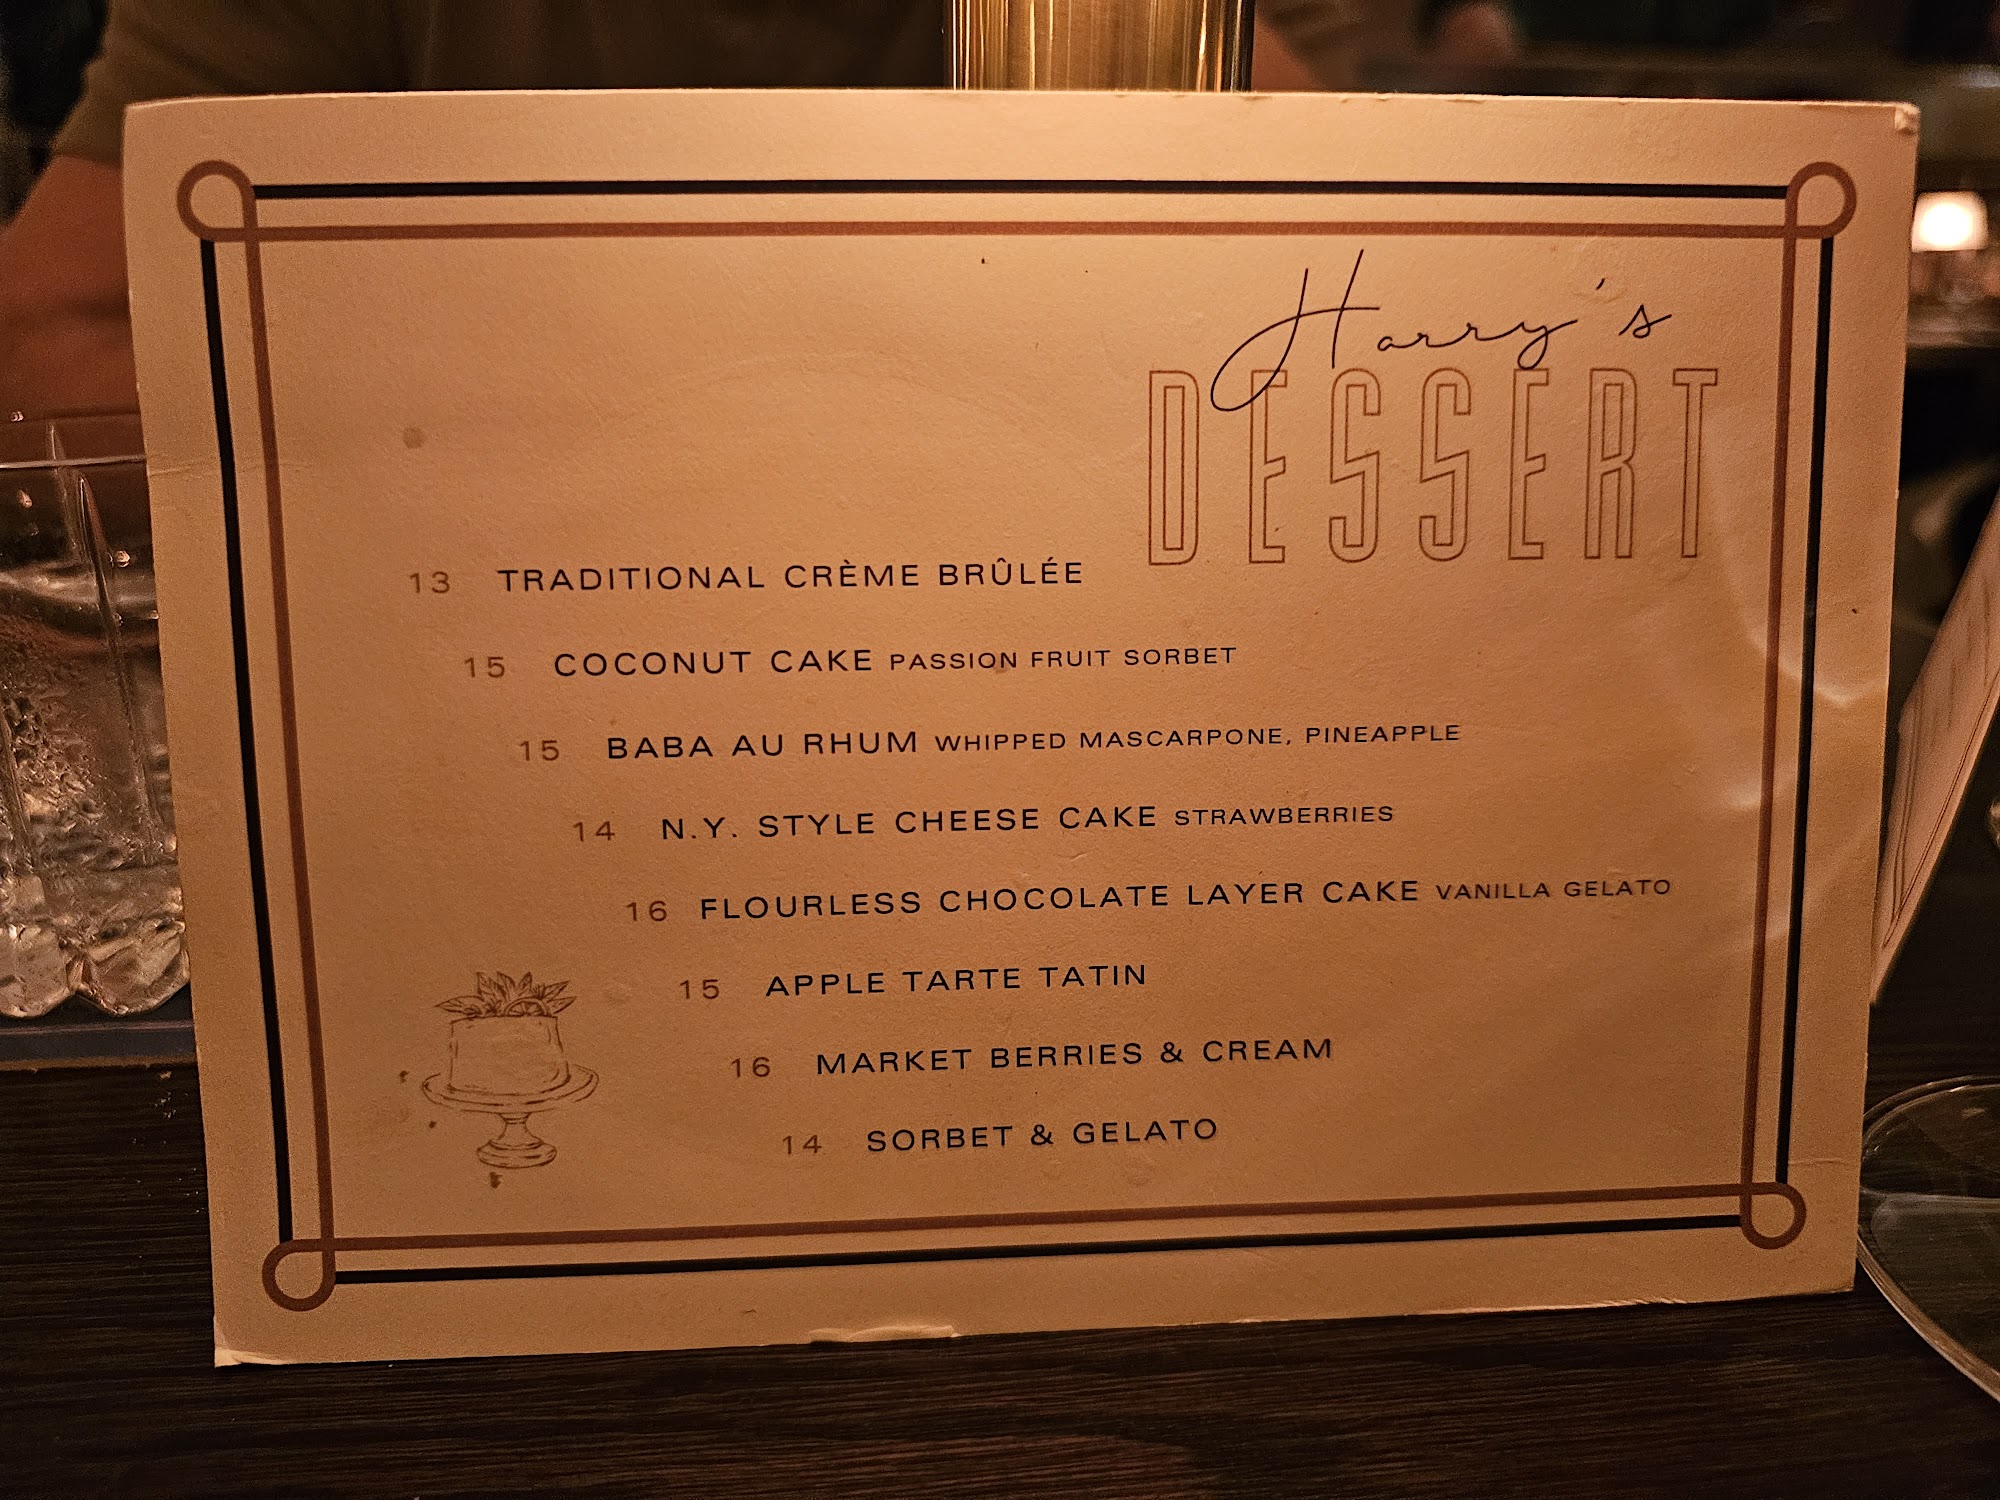 Harry's
DESSERT
13 TRADITIONAL CRÈME BRÛLÉE
15 COCONUT CAKE PASSION FRUIT SORBET
15 BABA AU RHUM WHIPPED MASCARPONE, PINEAPPLE
14 N.Y. STYLE CHEESE CAKE STRAWBERRIES
16 FLOURLESS CHOCOLATE LAYER CAKE VANILLA GELATO
15 APPLE TARTE TATIN
16 MARKET BERRIES & CREAM
14 SORBET & GELATO